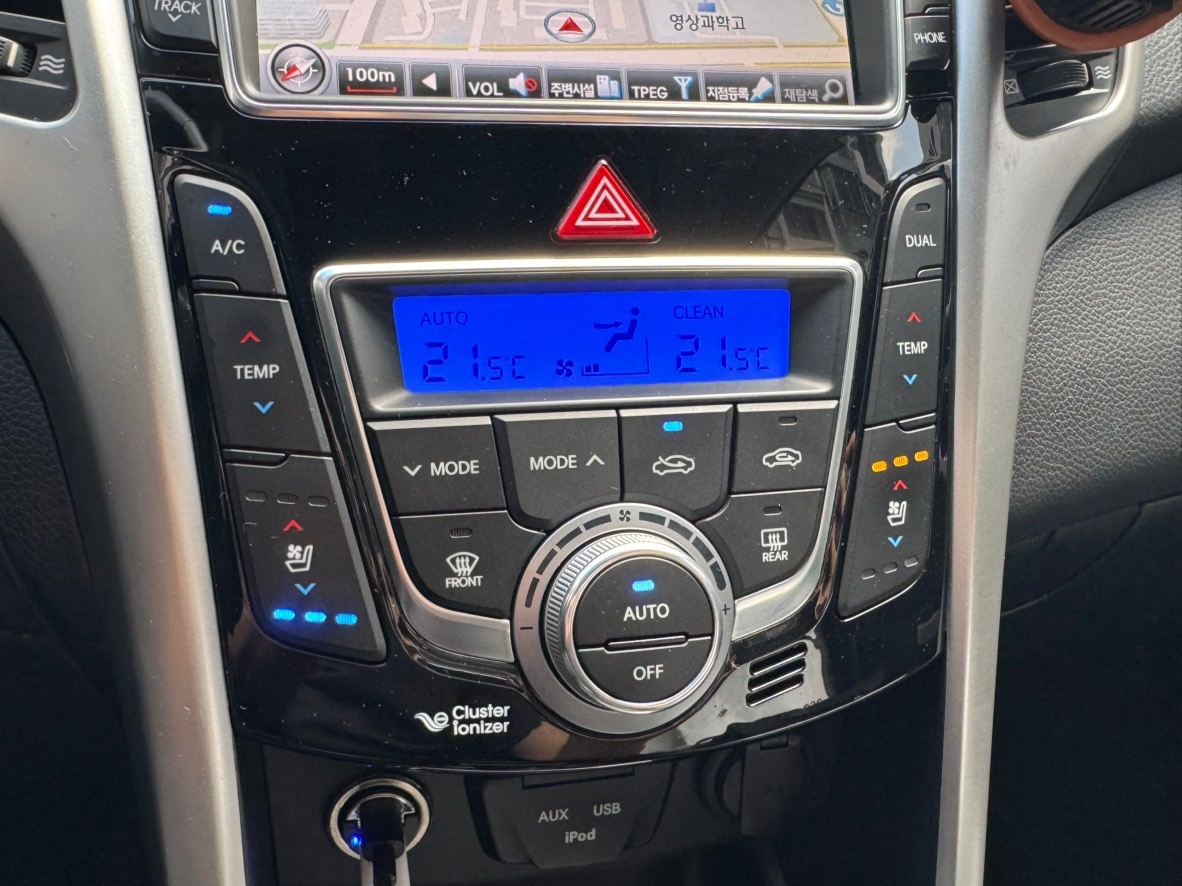 TRACK
영상과학고
PHONE
100m
VOL
주변시설
TPEG
지점등록
재탐색
A/C
DUAL
AUTO
CLEAN
21.5℃
21.5℃
TEMP
TEMP
MODE
MODE
FRONT
REAR
AUTO
OFF
- +
Cluster
ionizer
AUX USB
iPod